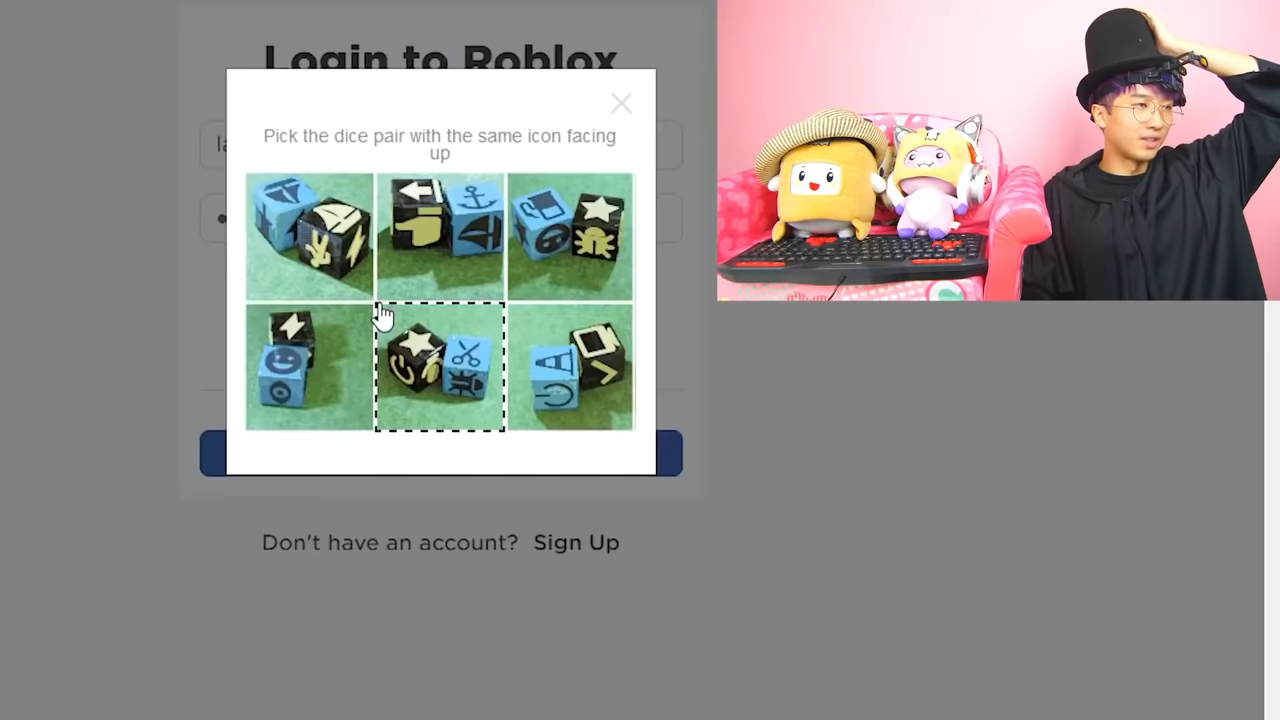 Login to Roblox
Pick the dice pair with the same icon facing
up
Don't have an account? Sign Up